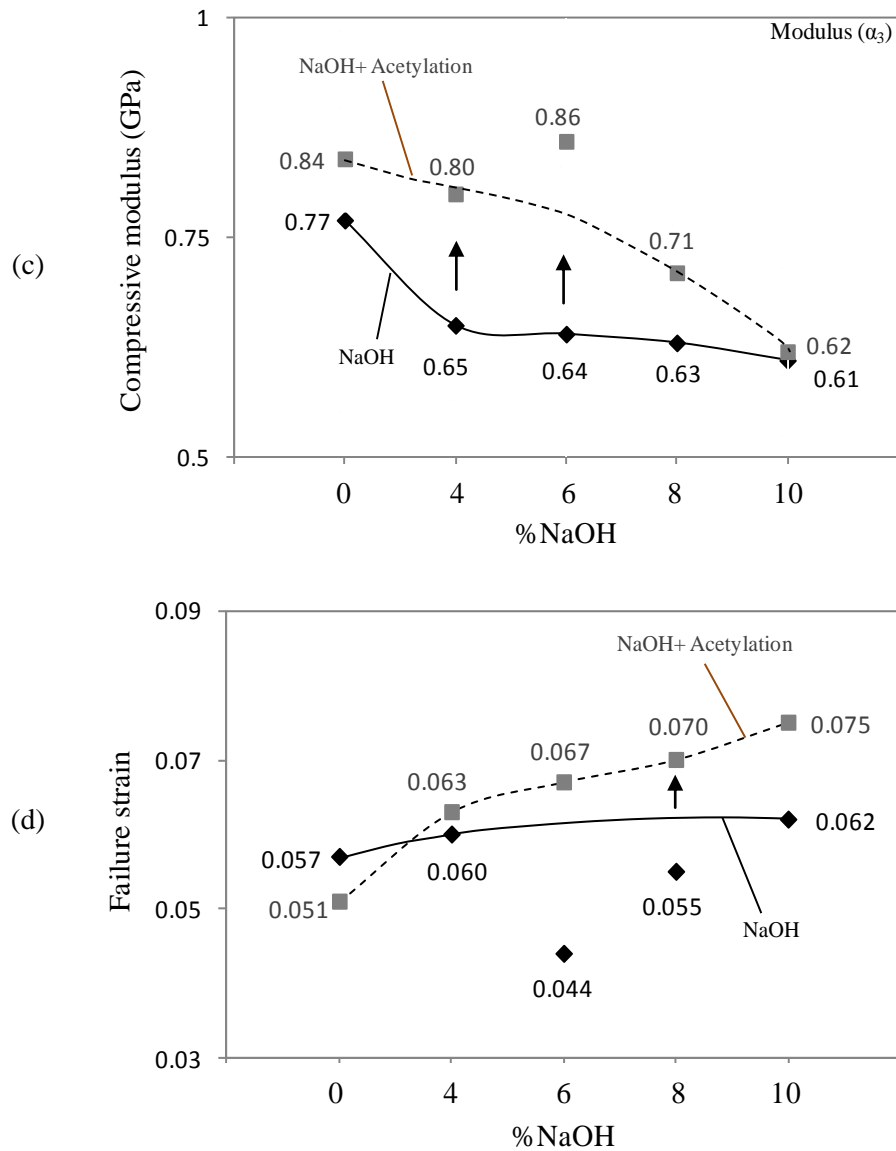 1
Modulus (α₃)
NaOH+ Acetylation
0.86
0.84
0.80
0.77
0.75
0.71
(c)
Compressive modulus (GPa)
NaOH
0.65
0.64
0.63
0.62
0.61
0.5
0 4 6 8 10
%NaOH
0.09
NaOH+ Acetylation
0.075
0.070
0.067
0.063
0.07
(d)
Failure strain
0.062
0.057
0.060
0.055
0.051
0.05
NaOH
0.044
0.03
0 4 6 8 10
%NaOH